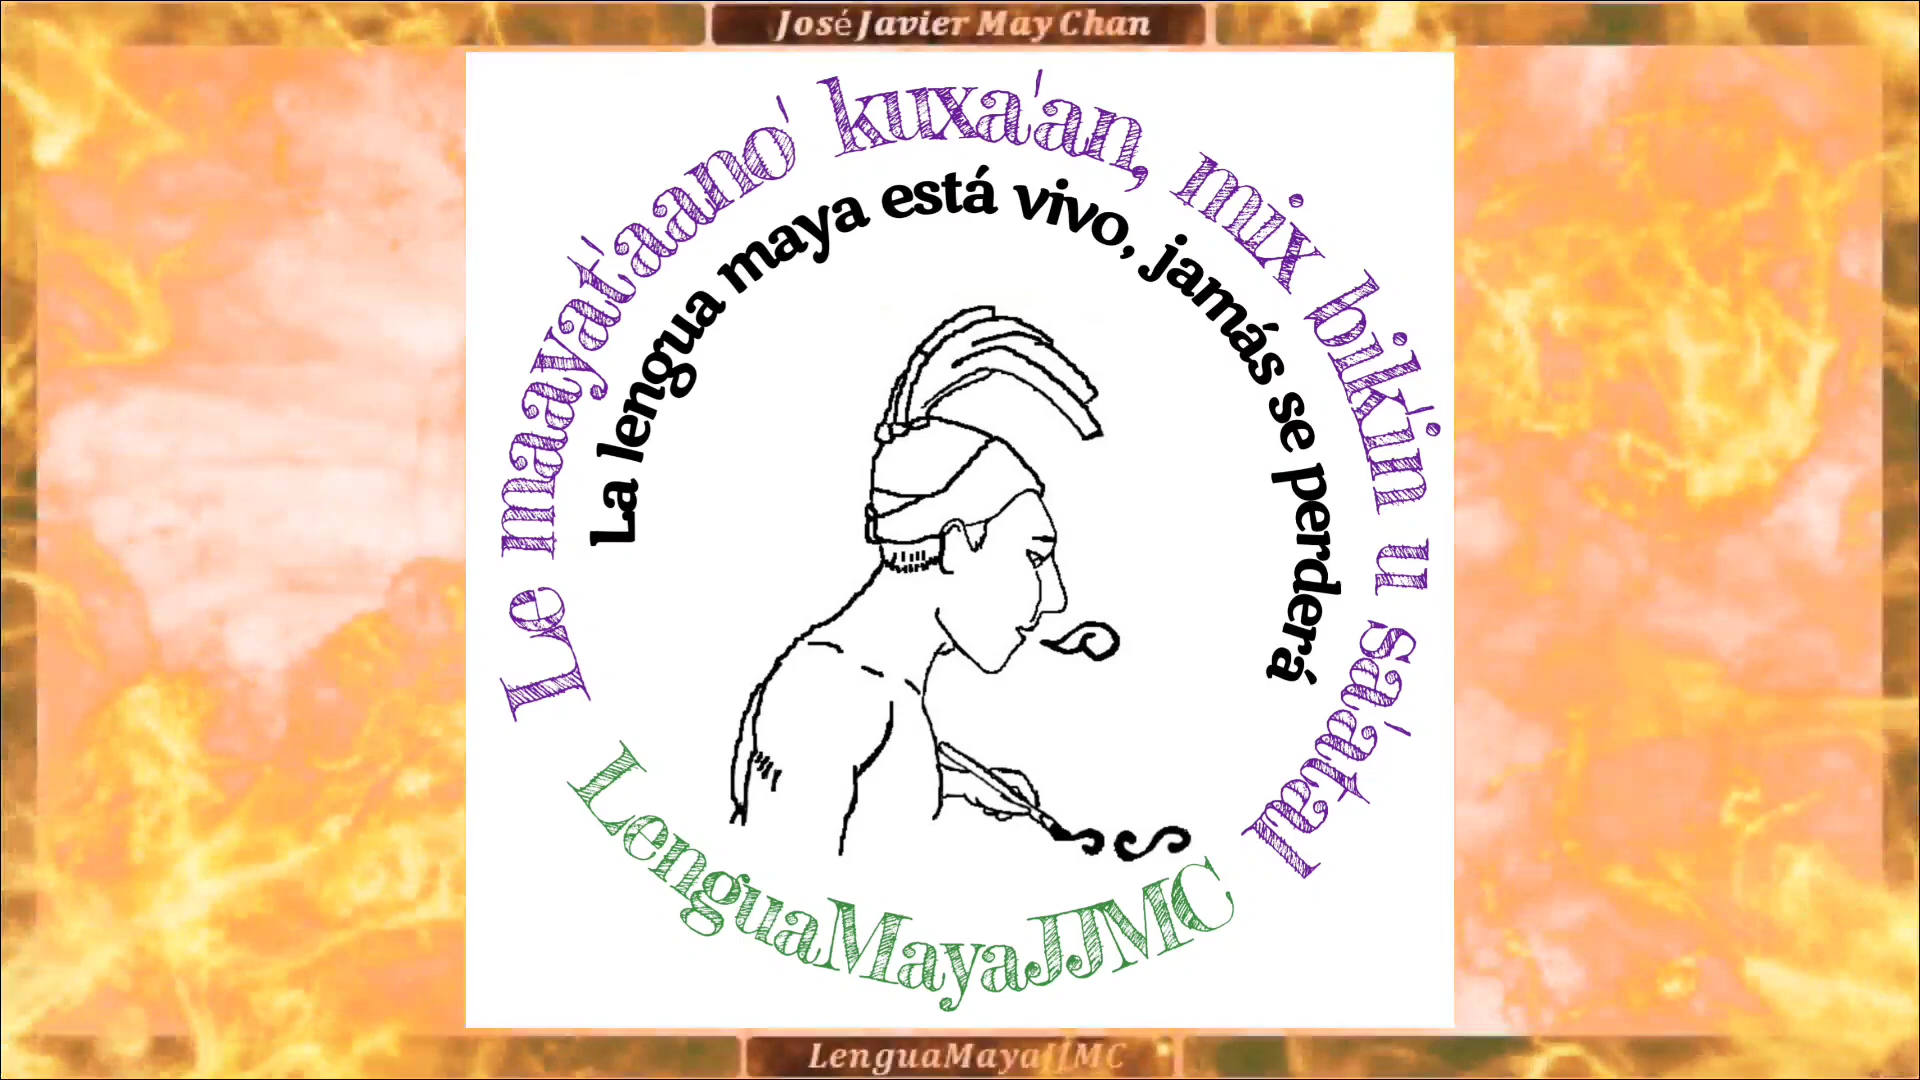 José Javier May Chan
Le maayat'aano' kuxa'an, mix bik'in u sa'atal
La lengua maya está vivo, jamás se perderá
LenguaMayaJJMC
LenguaMayaJJMC